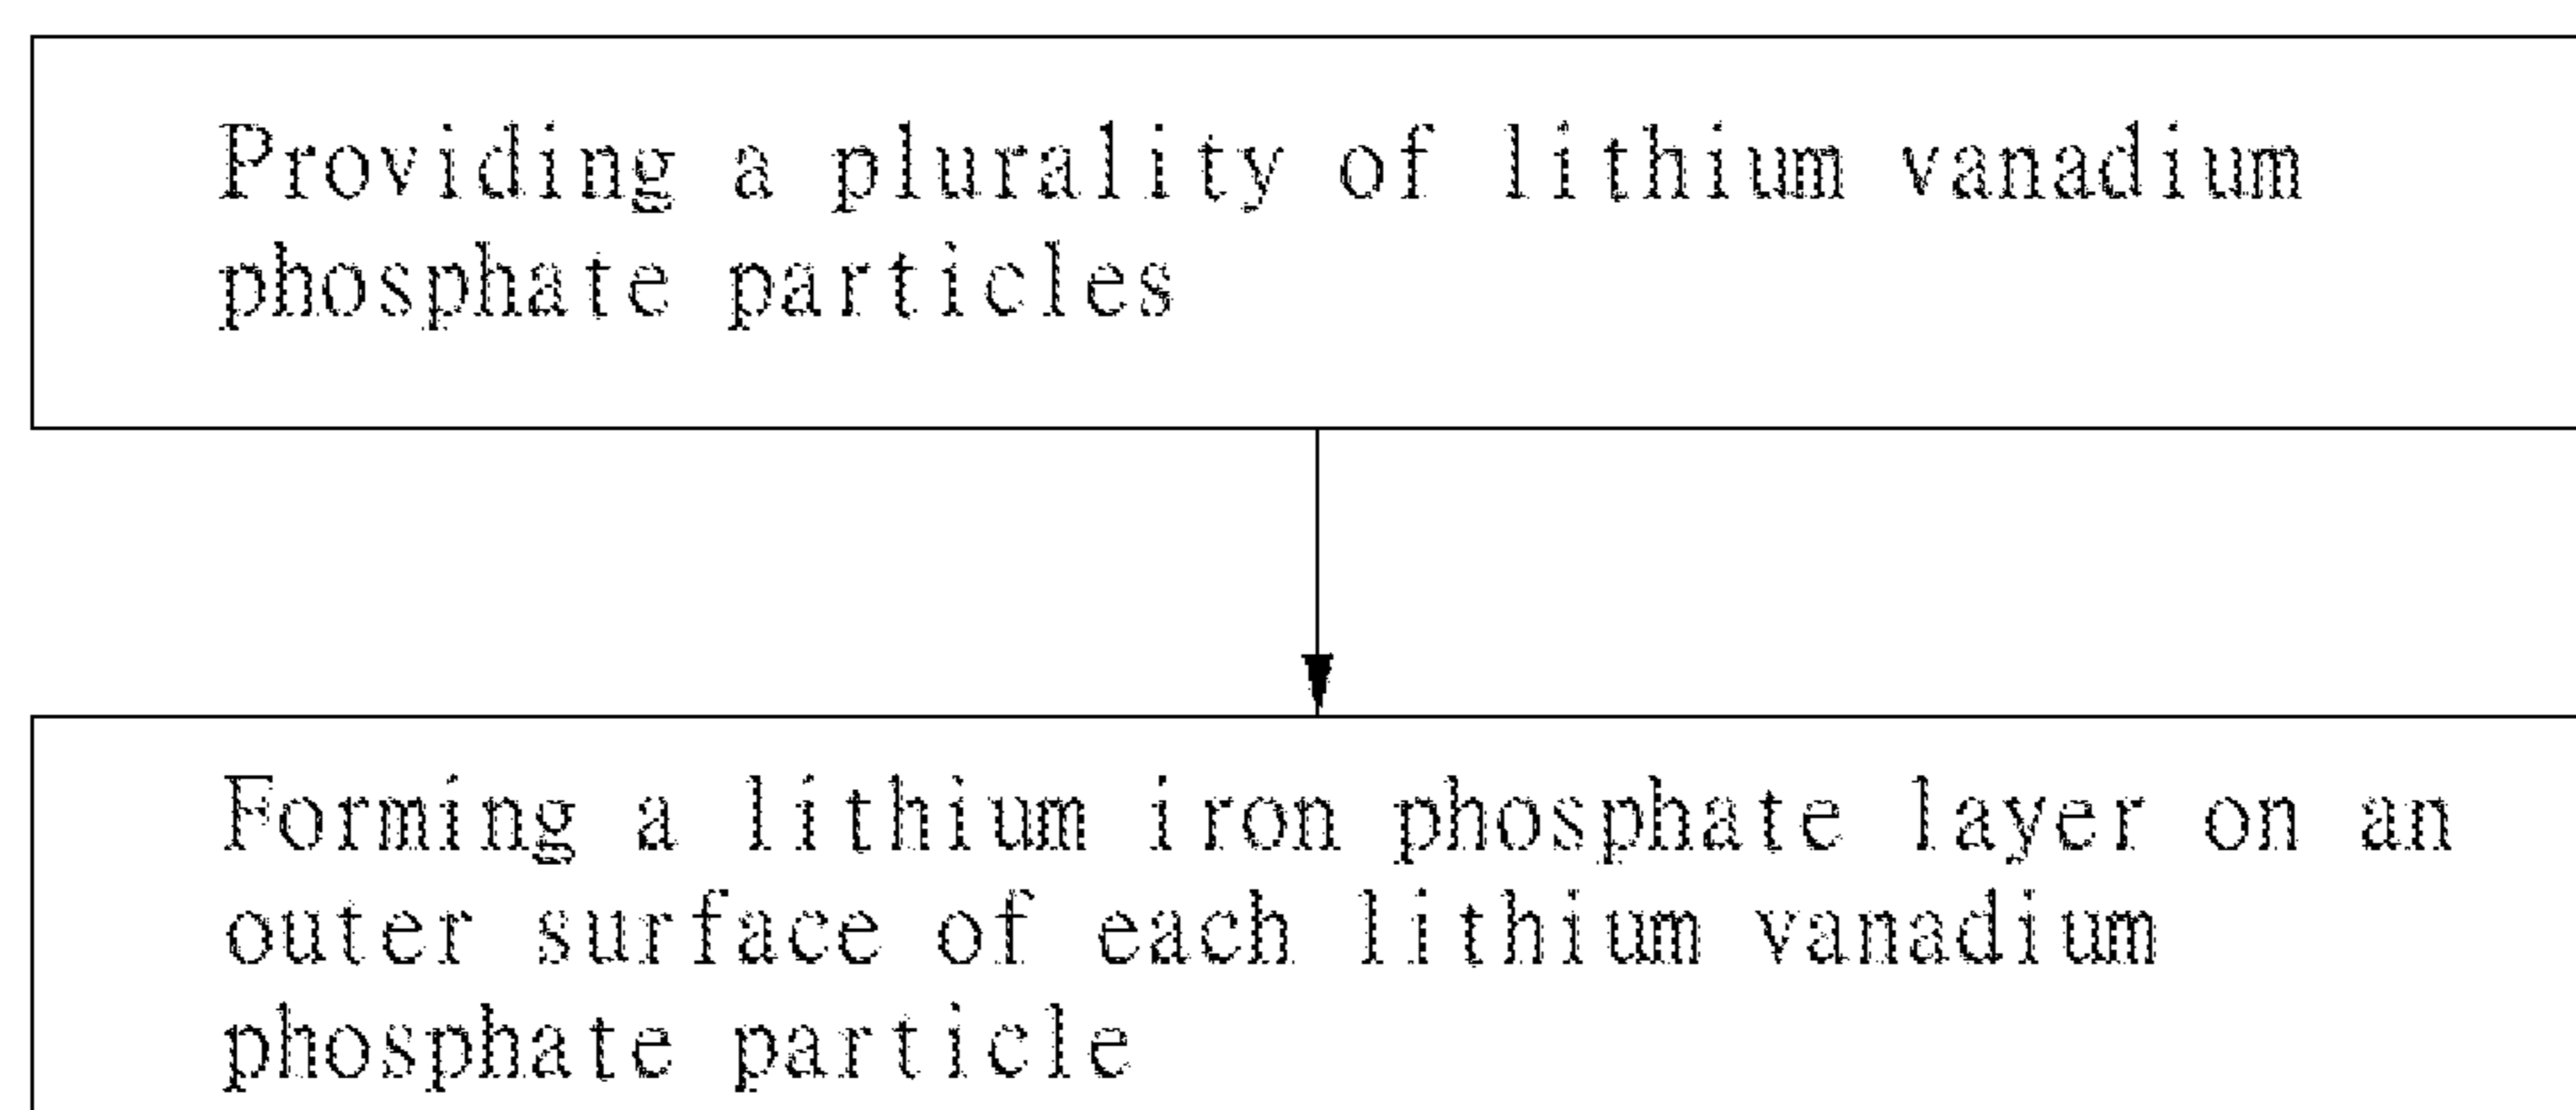 Providing a plurality of lithium vanadium
phosphate particles
Forming a lithium iron phosphate layer on an
outer surface of each lithium vanadium
phosphate particle